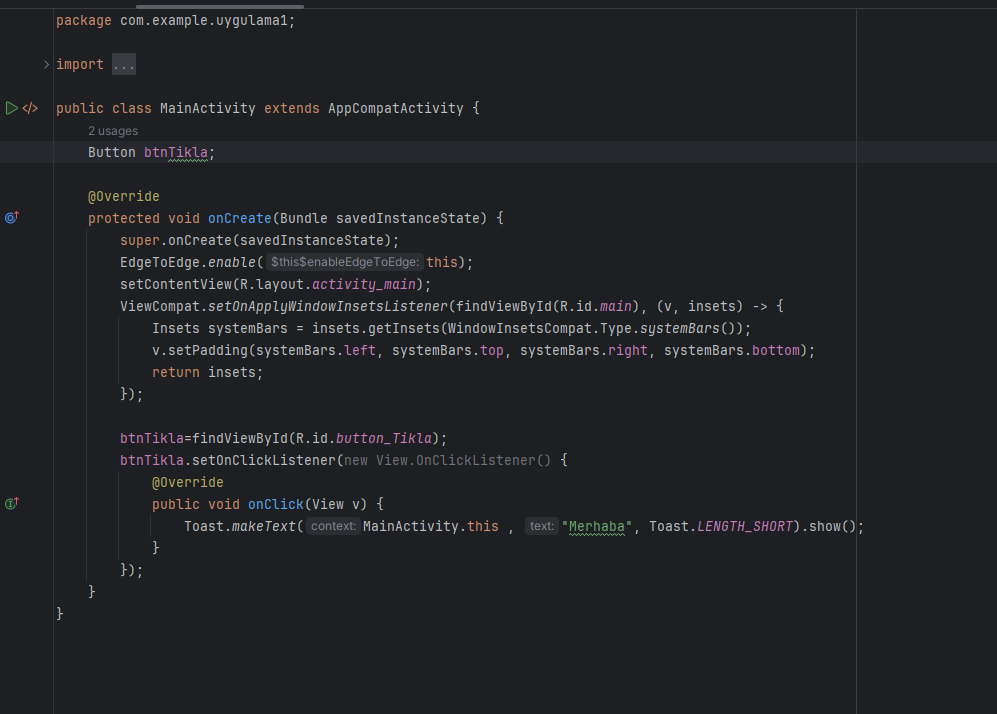 package com.example.uygulama1;
import ...
public class MainActivity extends AppCompatActivity {
2 usages
Button btnTikla;
@Override
protected void onCreate(Bundle savedInstanceState) {
super.onCreate(savedInstanceState);
EdgeToEdge.enable( $this$enableEdgeToEdge: this);
setContentView(R.layout.activity_main);
ViewCompat.setOnApplyWindowInsetsListener(findViewById(R.id.main), (v, insets) -> {
Insets systemBars = insets.getInsets(WindowInsetsCompat.Type.systemBars());
v.setPadding(systemBars.left, systemBars.top, systemBars.right, systemBars.bottom);
return insets;
});
btnTikla=findViewById(R.id.button_Tikla);
btnTikla.setOnClickListener(new View.OnClickListener() {
@Override
public void onClick(View v) {
Toast.makeText( context: MainActivity.this , text: "Merhaba", Toast.LENGTH_SHORT).show();
}
});
}
}